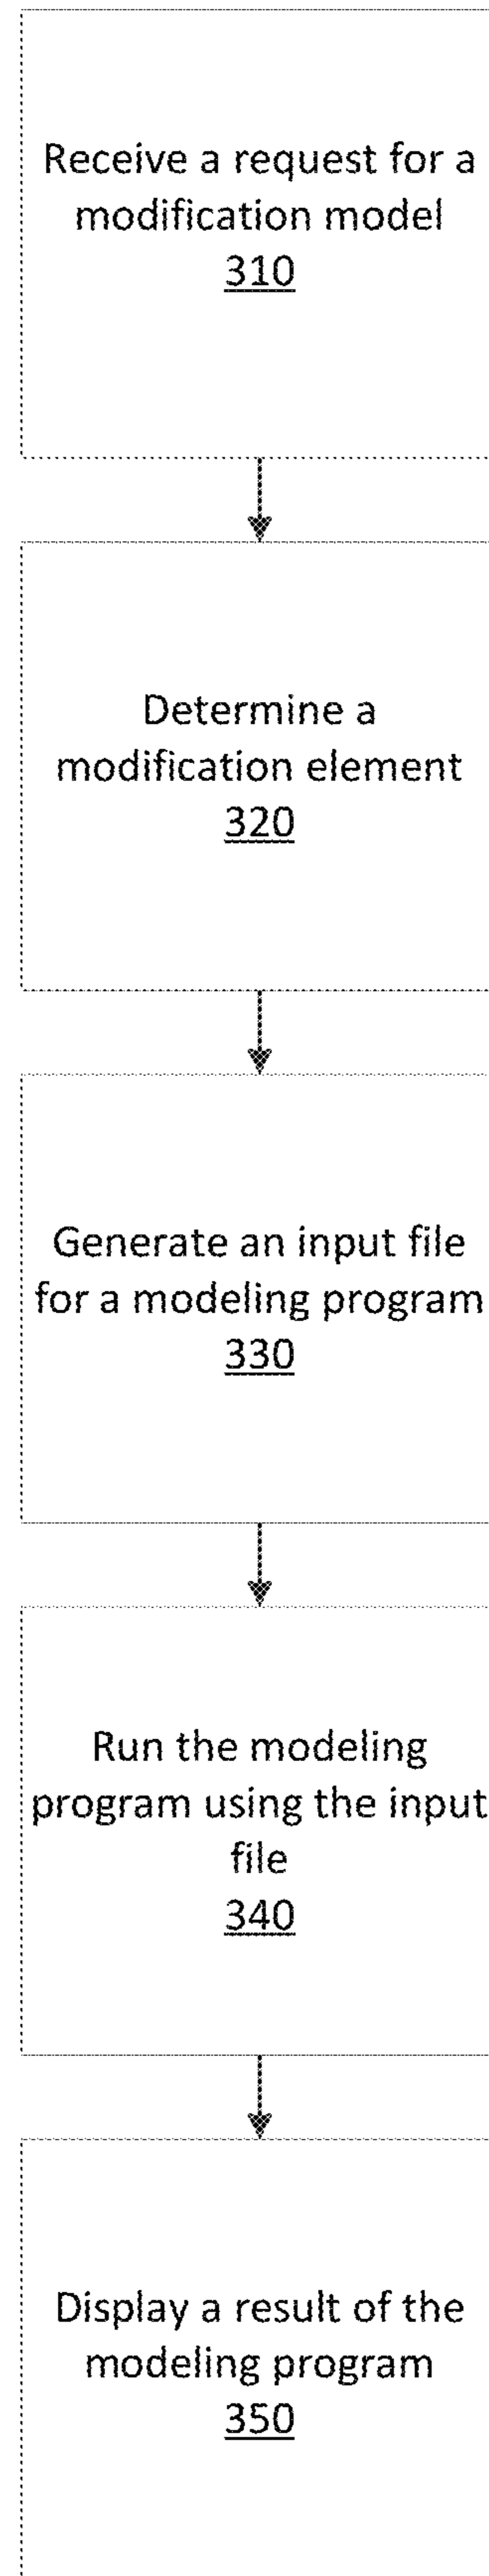 Receive a request for a
modification model
310
Determine a
modification element
320
Generate an input file
for a modeling program
330
Run the modeling
program using the input
file
340
Display a result of the
modeling program
350